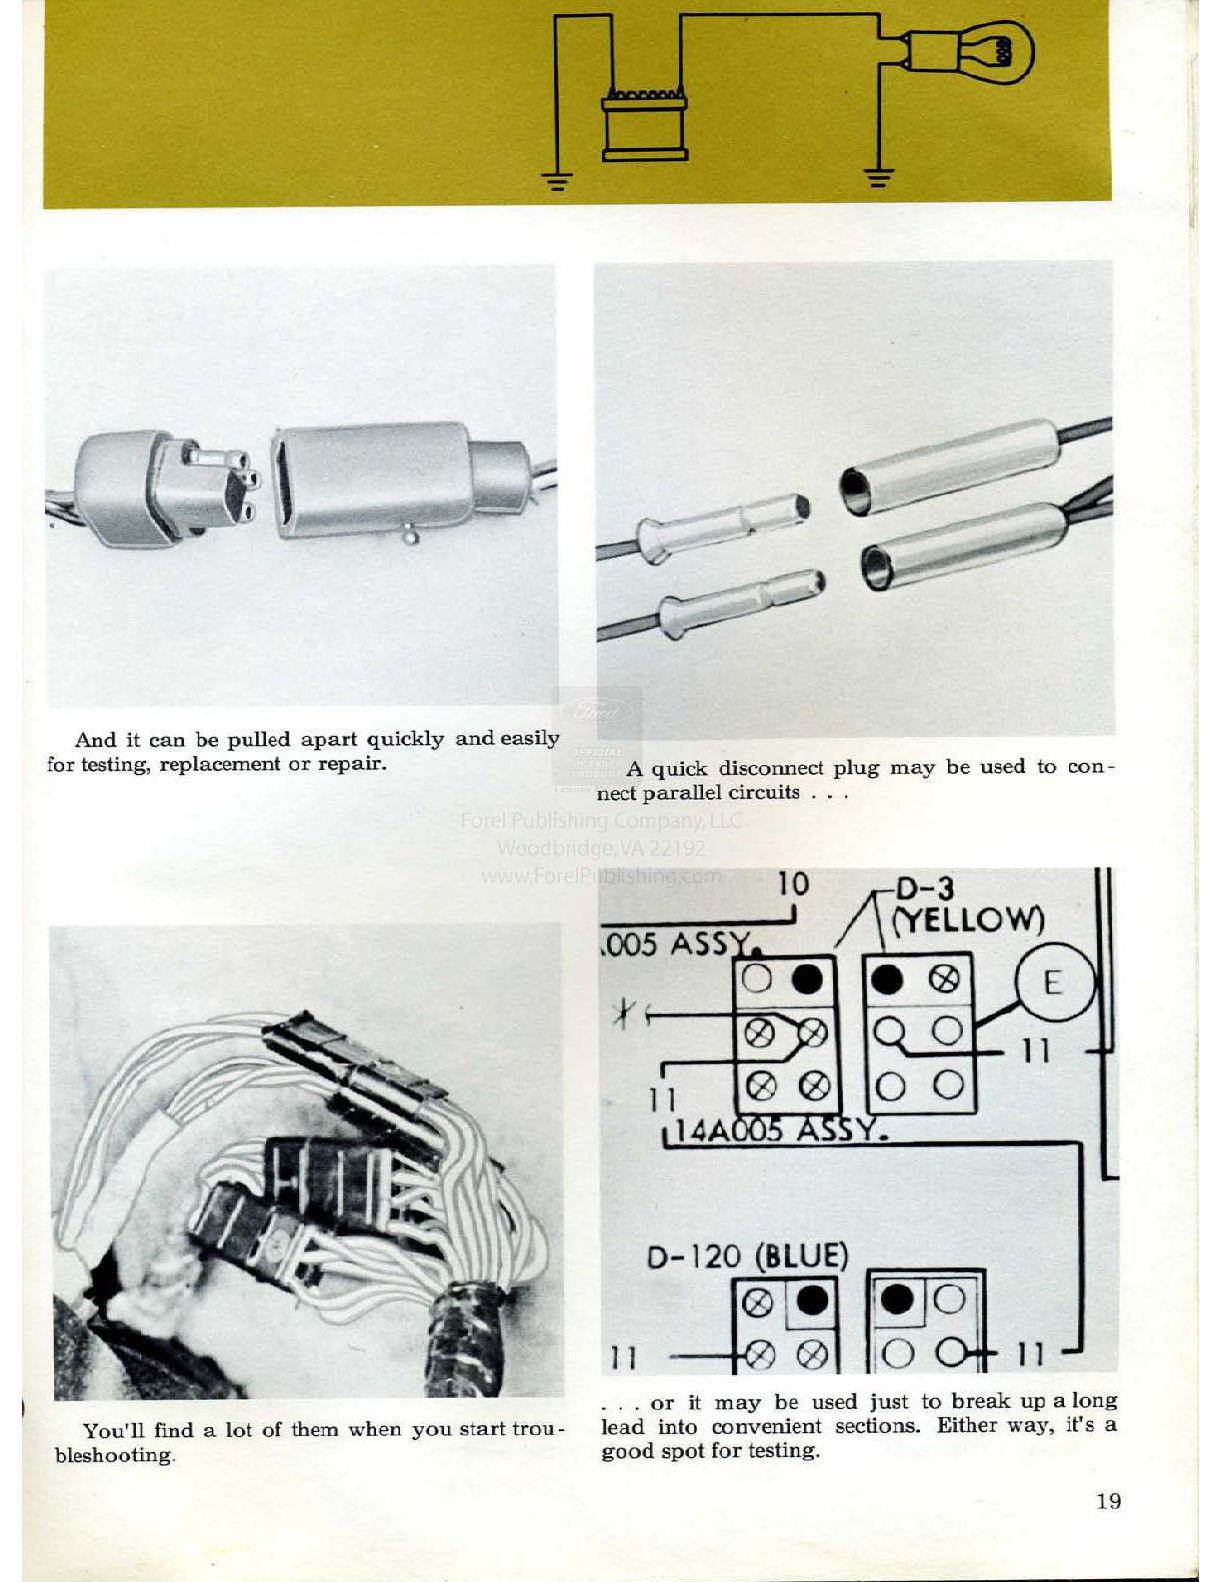 And it can be pulled apart quickly and easily
for testing, replacement or repair.
A quick disconnect plug may be used to con-
nect parallel circuits . . .
Ford
OFFICIAL
LICENSED
PRODUCT
Forel Publishing Company, LLC
Woodbridge, VA 22192
www.ForelPublishing.com
10
D-3
(YELLOW)
.005 ASSY.
E
11
11
14A005 ASSY.
D-120 (BLUE)
11
11
You'll find a lot of them when you start trou-
bleshooting.
. . . or it may be used just to break up a long
lead into convenient sections. Either way, it's a
good spot for testing.
19